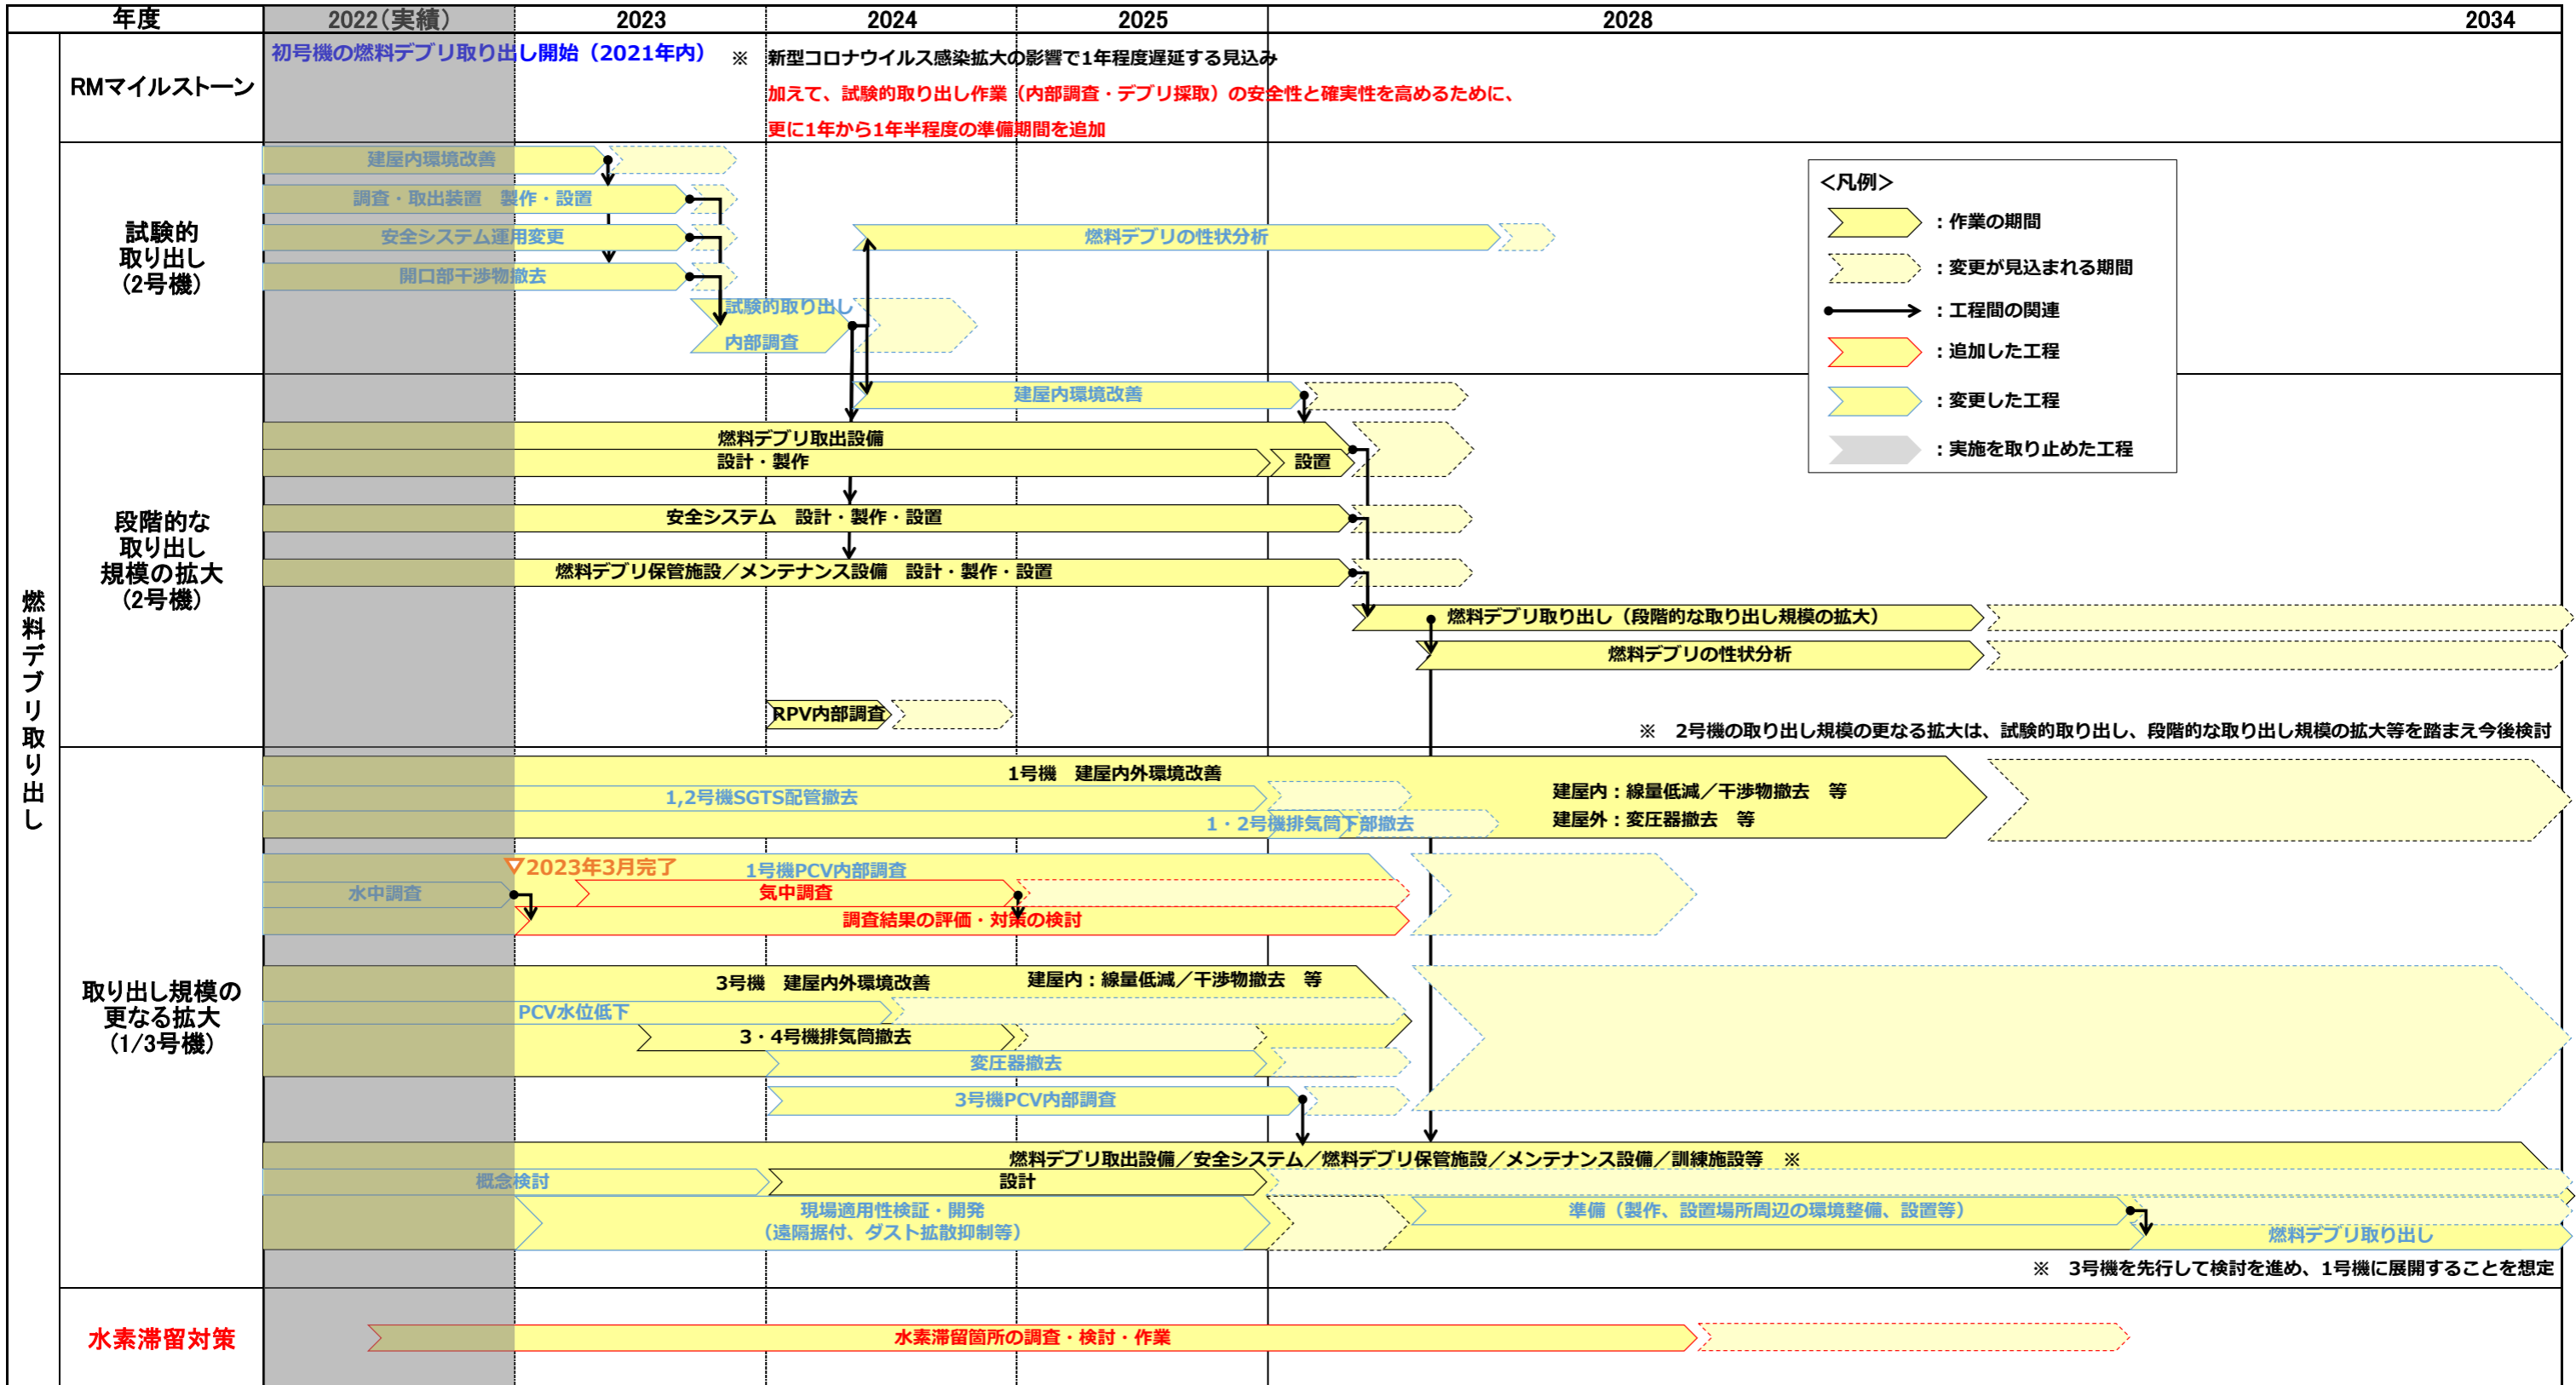 年度
2022(実績)
2023
2024
2025
2028
2034
燃料デブリ取り出し
RMマイルストーン
初号機の燃料デブリ取り出し開始（2021年内）
※ 新型コロナウイルス感染拡大の影響で1年程度遅延する見込み
加えて、試験的取り出し作業（内部調査・デブリ採取）の安全性と確実性を高めるために、
更に1年から1年半程度の準備期間を追加
試験的
取り出し
(2号機)
建屋内環境改善
調査・取出装置 製作・設置
安全システム運用変更
燃料デブリの性状分析
開口部干渉物撤去
試験的取り出し
内部調査
<凡例>
：作業の期間
：変更が見込まれる期間
：工程間の関連
：追加した工程
：変更した工程
：実施を取り止めた工程
段階的な
取り出し
規模の拡大
(2号機)
建屋内環境改善
燃料デブリ取出設備
設計・製作
設置
安全システム 設計・製作・設置
燃料デブリ保管施設／メンテナンス設備 設計・製作・設置
燃料デブリ取り出し（段階的な取り出し規模の拡大）
燃料デブリの性状分析
RPV内部調査
※ 2号機の取り出し規模の更なる拡大は、試験的取り出し、段階的な取り出し規模の拡大等を踏まえ今後検討
取り出し規模の
更なる拡大
(1/3号機)
1号機 建屋内外環境改善
1,2号機SGTS配管撤去
建屋内：線量低減／干渉物撤去 等
1・2号機排気筒下部撤去
建屋外：変圧器撤去 等
▽2023年3月完了
1号機PCV内部調査
水中調査
気中調査
調査結果の評価・対策の検討
3号機 建屋内外環境改善
建屋内：線量低減／干渉物撤去 等
PCV水位低下
3・4号機排気筒撤去
変圧器撤去
3号機PCV内部調査
燃料デブリ取出設備／安全システム／燃料デブリ保管施設／メンテナンス設備／訓練施設等 ※
概念検討
設計
現場適用性検証・開発
(遠隔据付、ダスト拡散抑制等)
準備（製作、設置場所周辺の環境整備、設置等）
燃料デブリ取り出し
※ 3号機を先行して検討を進め、1号機に展開することを想定
水素滞留対策
水素滞留箇所の調査・検討・作業